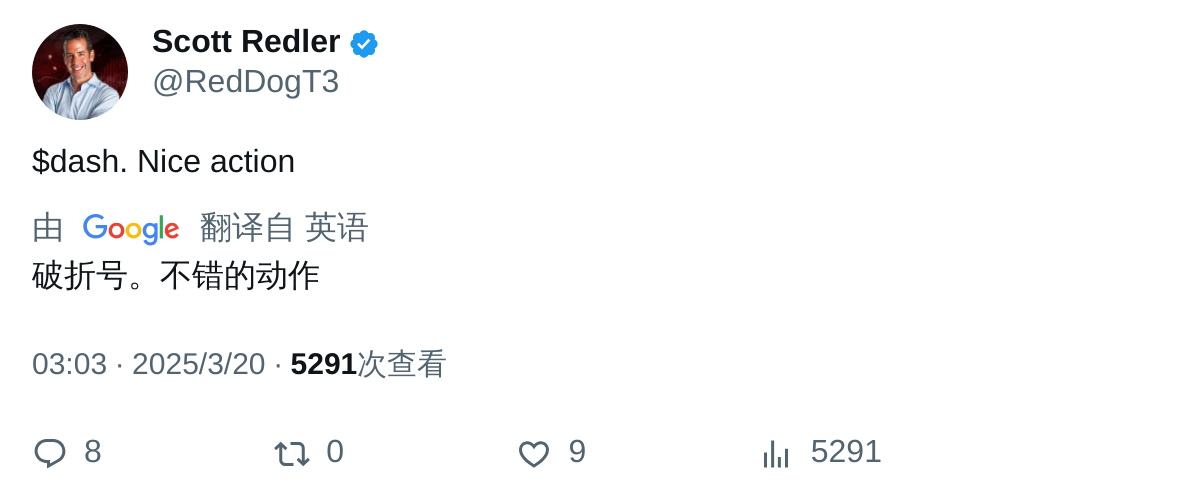 Scott Redler
@RedDogT3
$dash. Nice action
由 Google 翻译自 英语
破折号。不错的动作
03:03 · 2025/3/20 · 5291次查看
8 0 9 5291